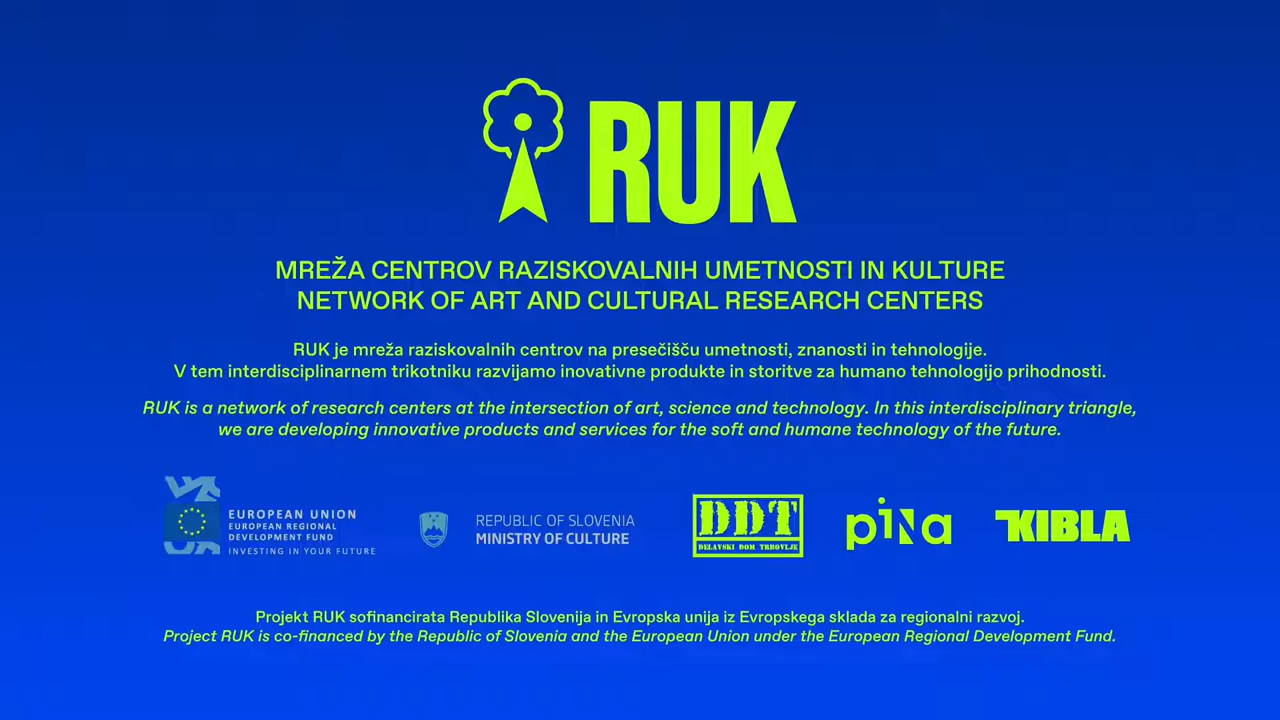 RUK
MREŽA CENTROV RAZISKOVALNIH UMETNOSTI IN KULTURE
NETWORK OF ART AND CULTURAL RESEARCH CENTERS
RUK je mreža raziskovalnih centrov na presečišču umetnosti, znanosti in tehnologije.
V tem interdisciplinarnem trikotniku razvijamo inovativne produkte in storitve za humano tehnologijo prihodnosti.
RUK is a network of research centers at the intersection of art, science and technology. In this interdisciplinary triangle,
we are developing innovative products and services for the soft and humane technology of the future.
EUROPEAN UNION
EUROPEAN REGIONAL
DEVELOPMENT FUND
INVESTING IN YOUR FUTURE
REPUBLIC OF SLOVENIA
MINISTRY OF CULTURE
DDT
DELAVSKI DOM TRBOVLJE
piNa
KIBLA
Projekt RUK sofinancirata Republika Slovenija in Evropska unija iz Evropskega sklada za regionalni razvoj.
Project RUK is co-financed by the Republic of Slovenia and the European Union under the European Regional Development Fund.